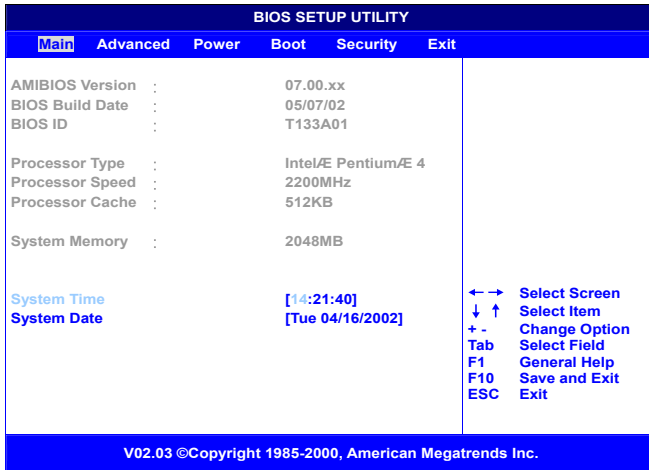 BIOS SETUP UTILITY
Main Advanced Power Boot Security Exit
AMIBIOS Version : 07.00.xx
BIOS Build Date : 05/07/02
BIOS ID : T133A01
Processor Type : IntelÆ PentiumÆ 4
Processor Speed : 2200MHz
Processor Cache : 512KB
System Memory : 2048MB
System Time [14:21:40]
System Date [Tue 04/16/2002]
←→ Select Screen
↓ ↑ Select Item
+ - Change Option
Tab Select Field
F1 General Help
F10 Save and Exit
ESC Exit
V02.03 ©Copyright 1985-2000, American Megatrends Inc.